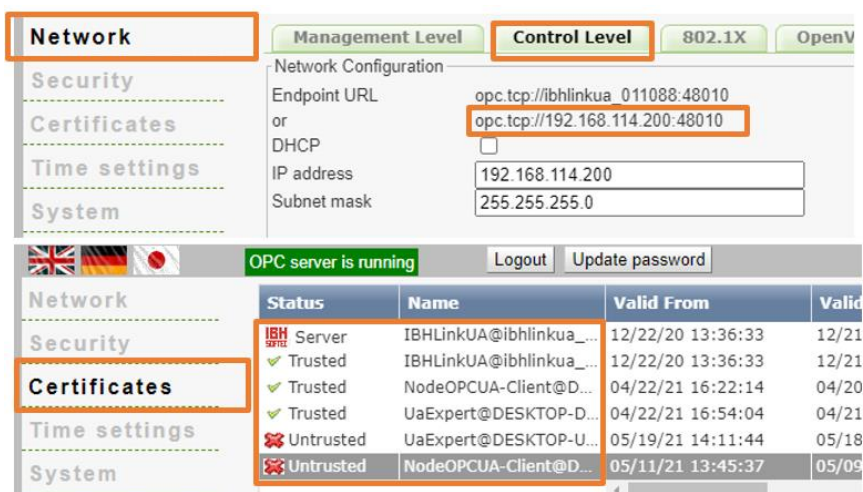 Network
Management Level Control Level 802.1X OpenV
Network Configuration
Security
Endpoint URL opc.tcp://ibhlinkua_011088:48010
Certificates
or opc.tcp://192.168.114.200:48010
DHCP
Time settings
IP address 192.168.114.200
System
Subnet mask 255.255.255.0
OPC server is running Logout Update password
Network
Security
Certificates
Time settings
System
Status Name Valid From Valid
IBH SOFTEC Server IBHLinkUA@ibhlinkua_... 12/22/20 13:36:33 12/21
Trusted IBHLinkUA@ibhlinkua_... 12/22/20 13:36:33 12/21
Trusted NodeOPCUA-Client@D... 04/22/21 16:22:14 04/20
Trusted UaExpert@DESKTOP-D... 04/22/21 16:54:04 04/21
Untrusted UaExpert@DESKTOP-U... 05/19/21 14:11:44 05/18
Untrusted NodeOPCUA-Client@D... 05/11/21 13:45:37 05/09